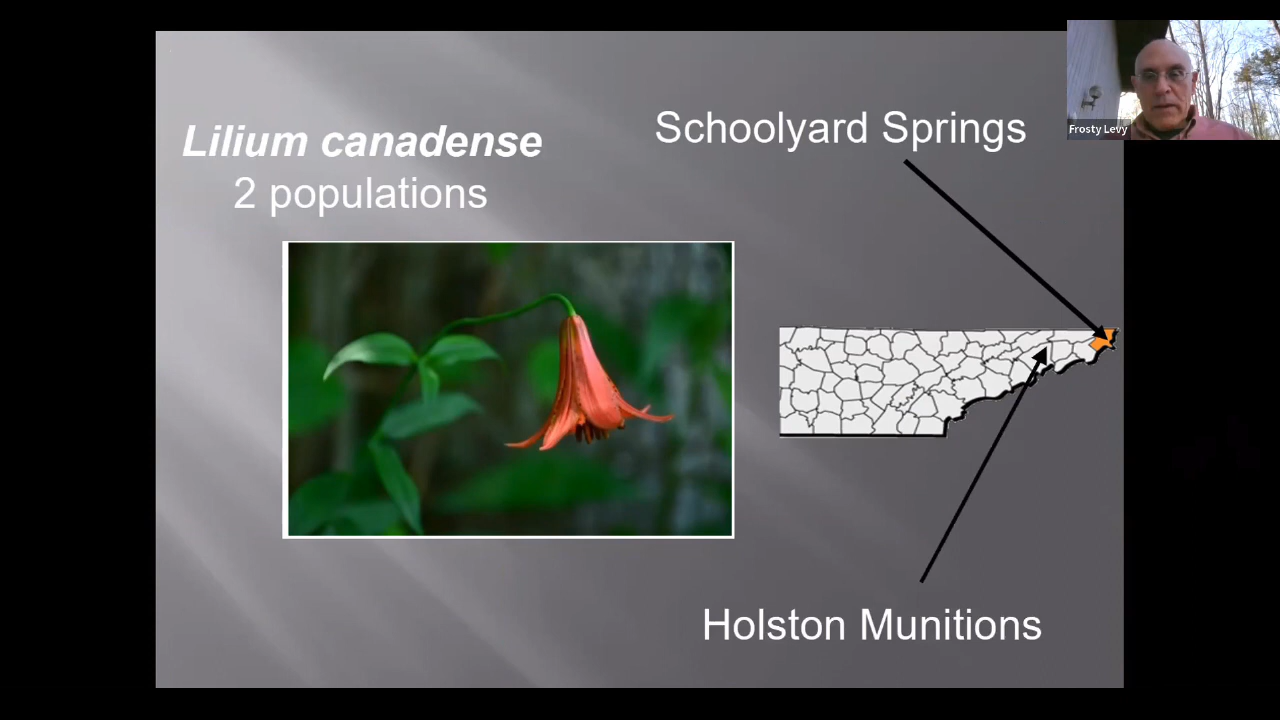 Lilium canadense
2 populations
Schoolyard Springs
Frosty Levy
Holston Munitions